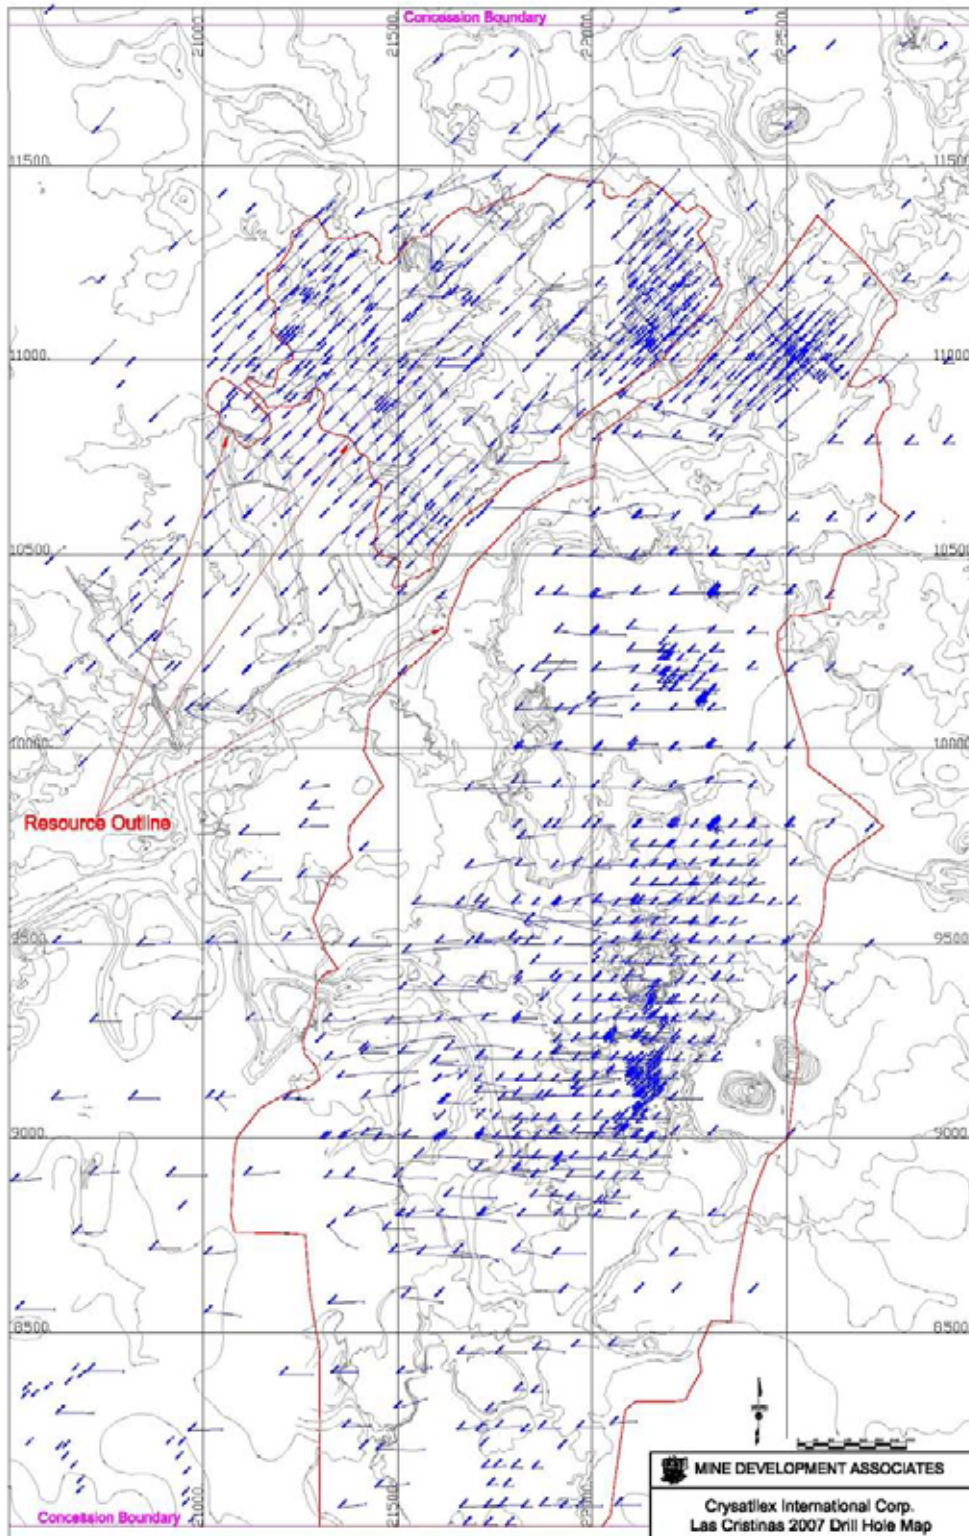 Concession Boundary
21000
21500.
22000.
22500.
11500. 11500.
11000. 11000.
10500. 10500.
10000. 10000.
Resource Outline
9500. 9500.
9000. 9000.
8500. 8500.
21000.
21500.
22000.
Concession Boundary
MINE DEVELOPMENT ASSOCIATES
Crysatllex International Corp.
Las Cristinas 2007 Drill Hole Map